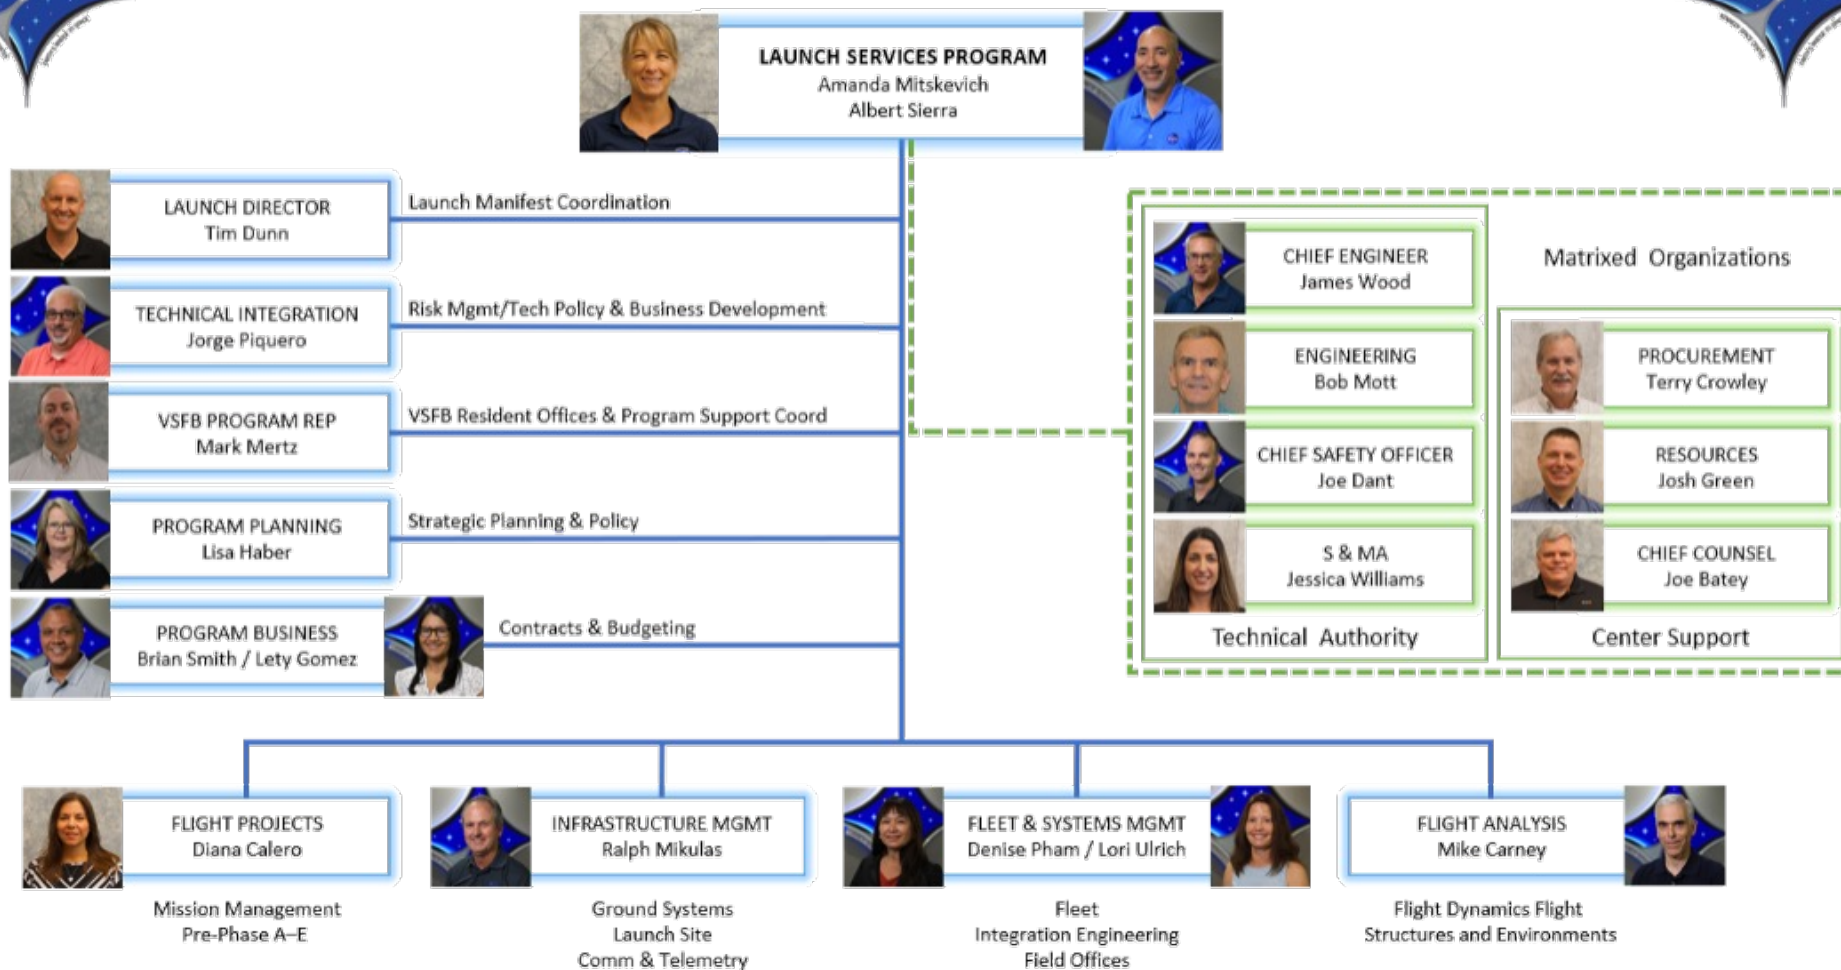 LAUNCH SERVICES PROGRAM
Amanda Mitskevich
Albert Sierra
LAUNCH DIRECTOR
Tim Dunn
Launch Manifest Coordination
TECHNICAL INTEGRATION
Jorge Piquero
Risk Mgmt/Tech Policy & Business Development
VSFB PROGRAM REP
Mark Mertz
VSFB Resident Offices & Program Support Coord
PROGRAM PLANNING
Lisa Haber
Strategic Planning & Policy
PROGRAM BUSINESS
Brian Smith / Lety Gomez
Contracts & Budgeting
Matrixed Organizations
CHIEF ENGINEER
James Wood
ENGINEERING
Bob Mott
CHIEF SAFETY OFFICER
Joe Dant
S & MA
Jessica Williams
Technical Authority
PROCUREMENT
Terry Crowley
RESOURCES
Josh Green
CHIEF COUNSEL
Joe Batey
Center Support
FLIGHT PROJECTS
Diana Calero
Mission Management
Pre-Phase A–E
INFRASTRUCTURE MGMT
Ralph Mikulas
Ground Systems
Launch Site
Comm & Telemetry
FLEET & SYSTEMS MGMT
Denise Pham / Lori Ulrich
Fleet
Integration Engineering
Field Offices
FLIGHT ANALYSIS
Mike Carney
Flight Dynamics Flight
Structures and Environments